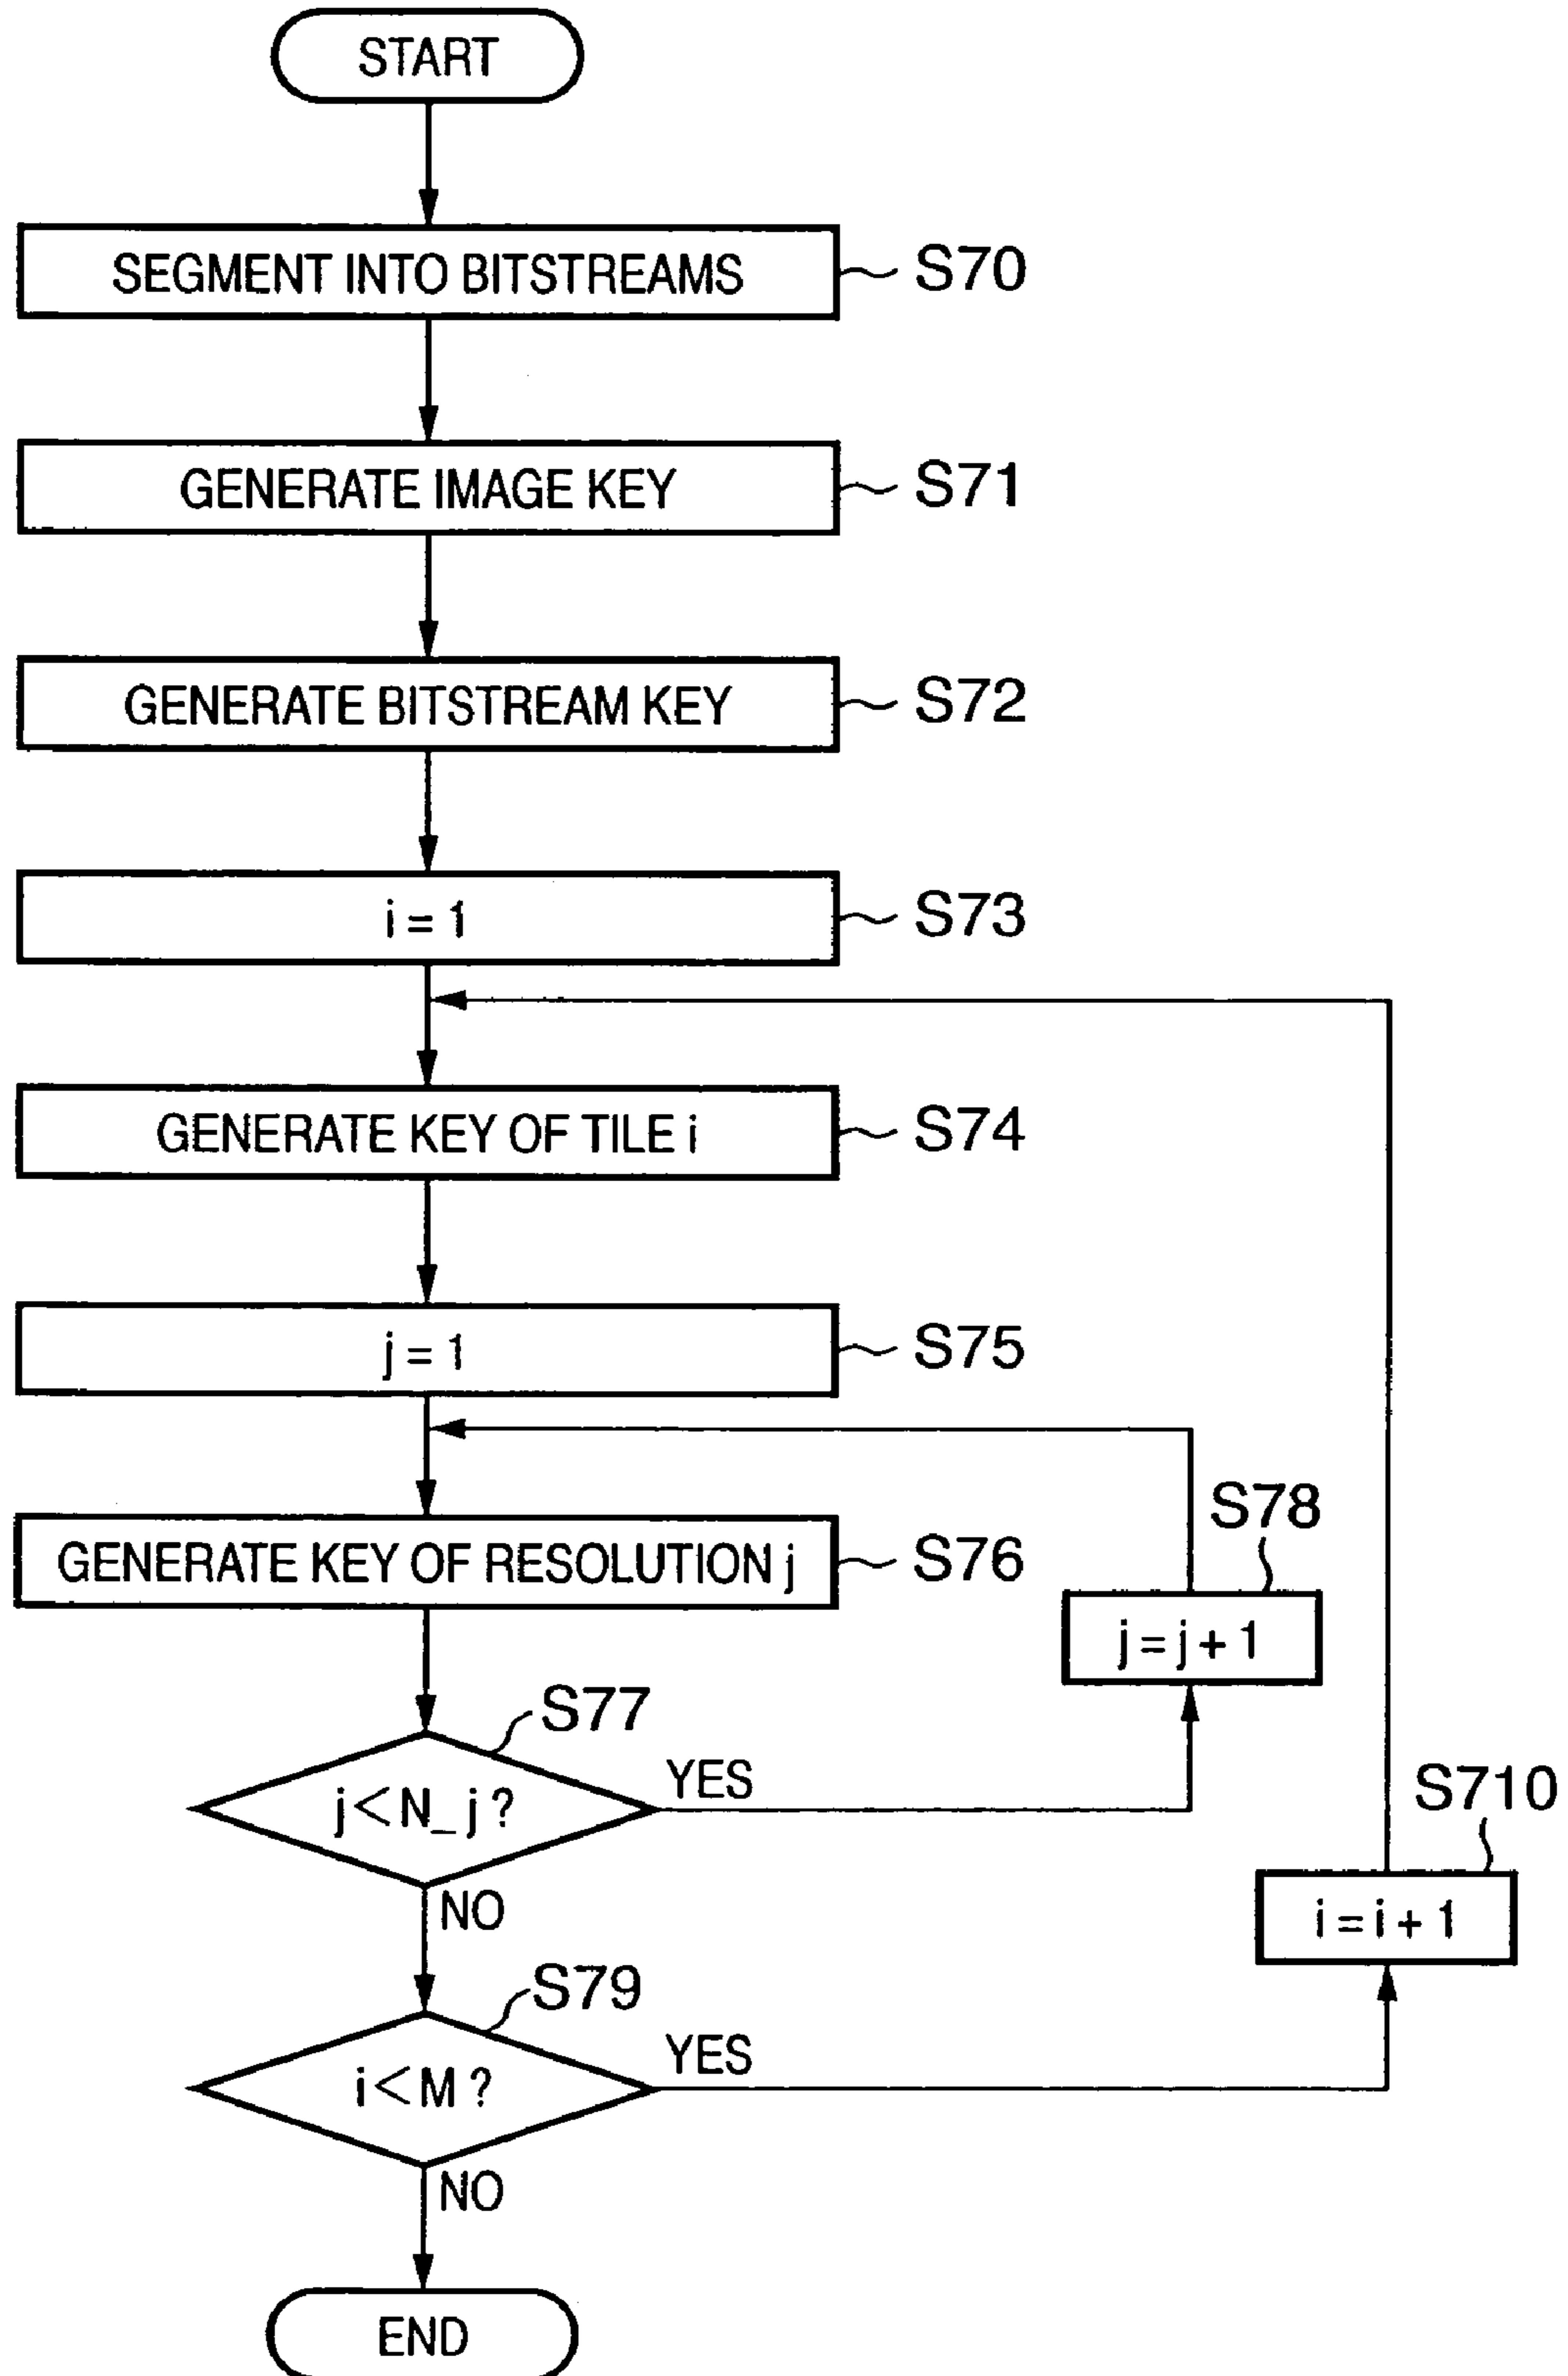 START
SEGMENT INTO BITSTREAMS
S70
GENERATE IMAGE KEY
S71
GENERATE BITSTREAM KEY
S72
i = 1
S73
GENERATE KEY OF TILE i
S74
j = 1
S75
GENERATE KEY OF RESOLUTION j
S76
S78
j = j + 1
S77
j < N_j ?
YES
NO
S710
i = i + 1
S79
i < M ?
YES
NO
END